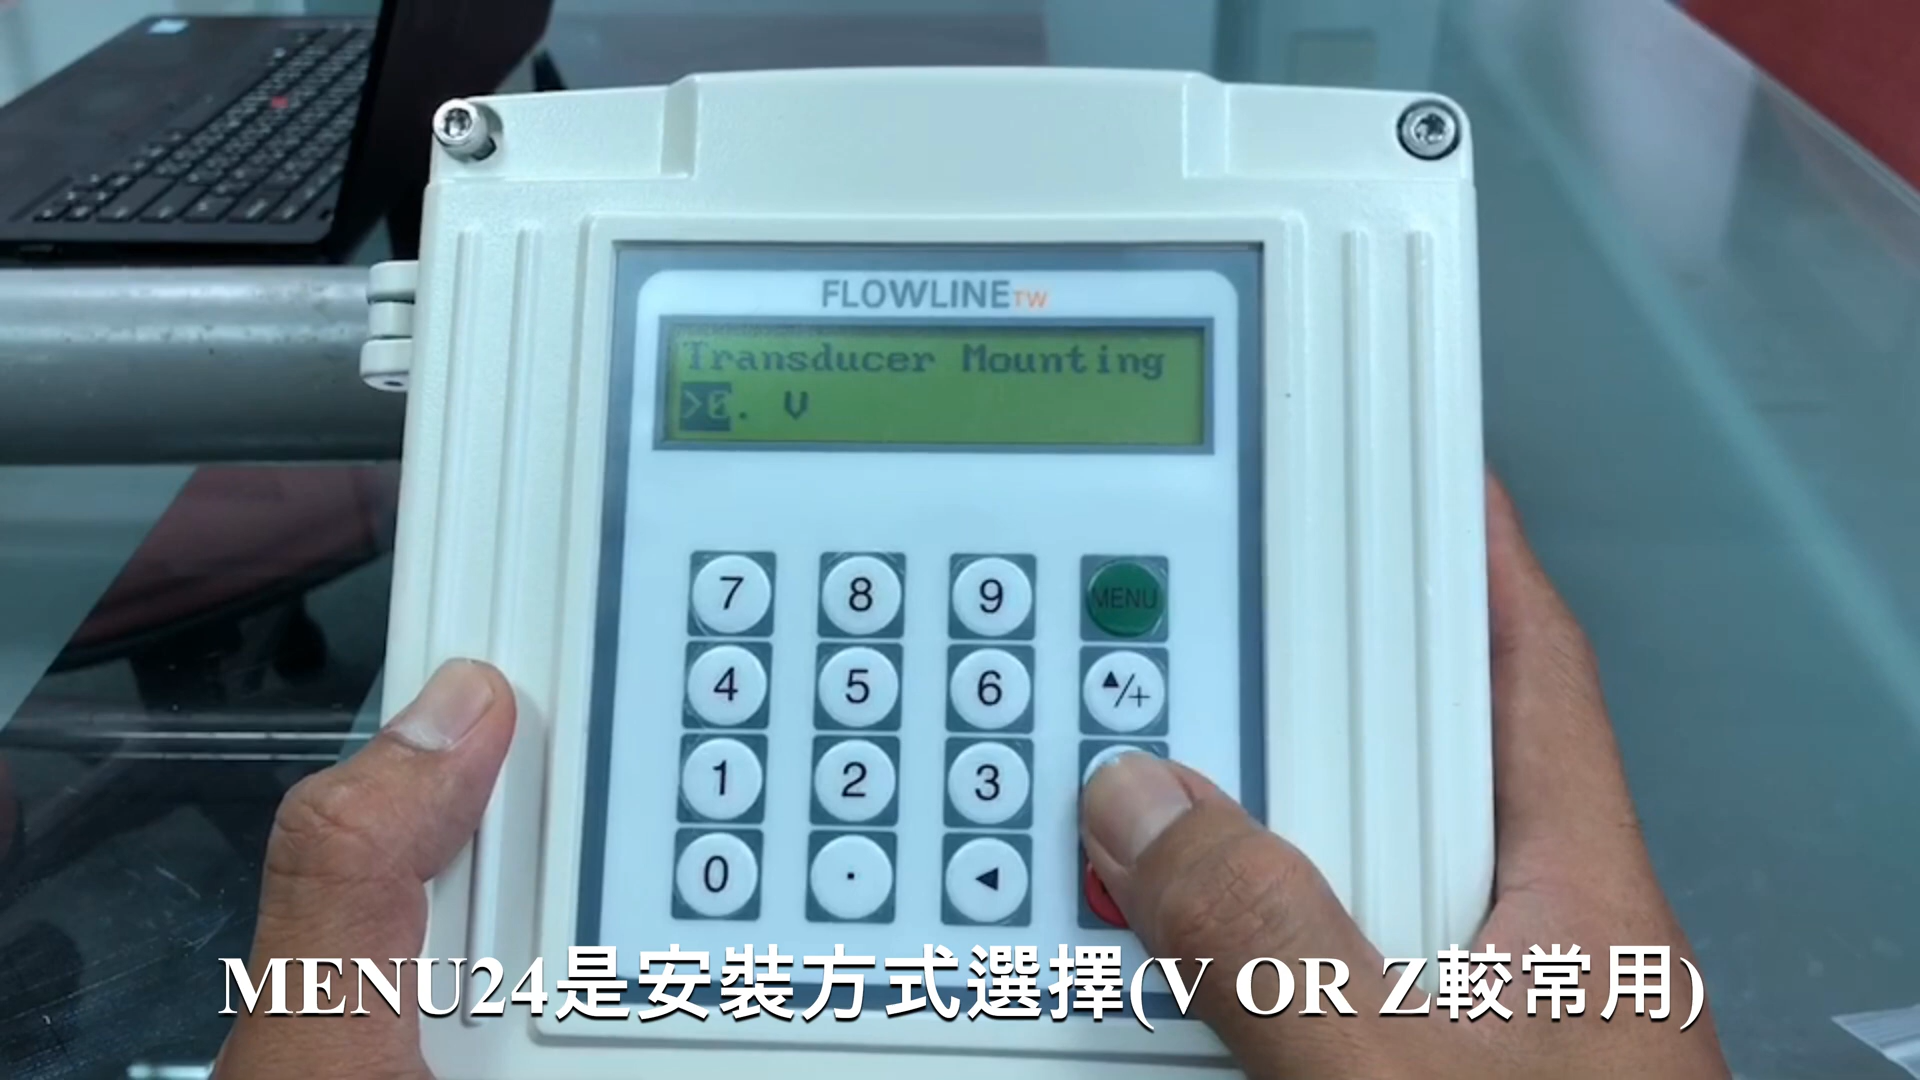 FLOWLINETW
Transducer Mounting
>0. V
7 8 9 MENU
4 5 6 ▲/+
1 2 3
0 . ◄
MENU24是安裝方式選擇(V OR Z較常用)